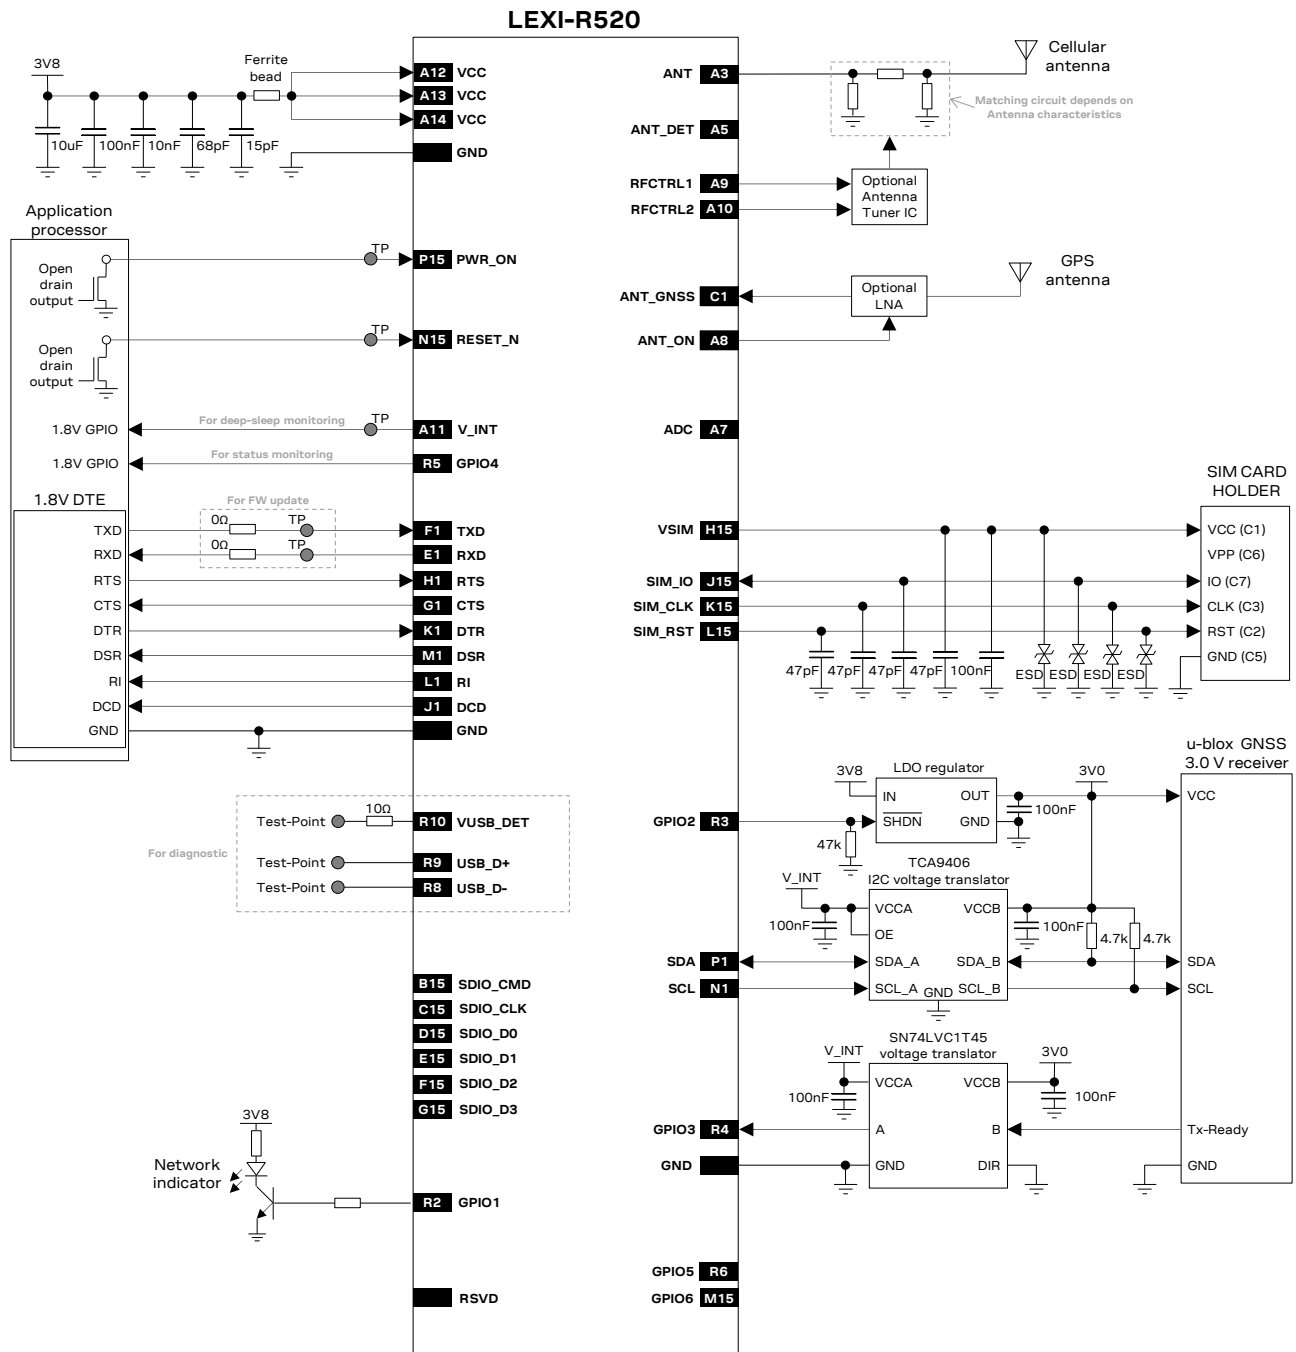 LEXI-R520
3V8
Ferrite
bead
10uF 100nF 10nF 68pF 15pF
A12 VCC
A13 VCC
A14 VCC
GND
Application
processor
Open
drain
output
TP
P15 PWR_ON
Open
drain
output
TP
N15 RESET_N
1.8V GPIO
For deep-sleep monitoring
TP
A11 V_INT
1.8V GPIO
For status monitoring
R5 GPIO4
1.8V DTE
For FW update
TXD 0Ω TP F1 TXD
RXD 0Ω TP E1 RXD
RTS H1 RTS
CTS G1 CTS
DTR K1 DTR
DSR M1 DSR
RI L1 RI
DCD J1 DCD
GND GND
For diagnostic
Test-Point 10Ω R10 VUSB_DET
Test-Point R9 USB_D+
Test-Point R8 USB_D-
B15 SDIO_CMD
C15 SDIO_CLK
D15 SDIO_D0
E15 SDIO_D1
F15 SDIO_D2
G15 SDIO_D3
3V8
Network
indicator
R2 GPIO1
RSVD
ANT A3
Cellular
antenna
Matching circuit depends on
Antenna characteristics
ANT_DET A5
RFCTRL1 A9
RFCTRL2 A10
Optional
Antenna
Tuner IC
GPS
antenna
ANT_GNSS C1
Optional
LNA
ANT_ON A8
ADC A7
SIM CARD
HOLDER
VSIM H15 VCC (C1)
VPP (C6)
SIM_IO J15 IO (C7)
SIM_CLK K15 CLK (C3)
SIM_RST L15 RST (C2)
GND (C5)
47pF 47pF 47pF 47pF 100nF ESD ESD ESD ESD
u-blox GNSS
3.0 V receiver
3V8
LDO regulator
3V0
IN OUT
VCC
100nF
GPIO2 R3 SHDN GND
47k
TCA9406
I2C voltage translator
V_INT
VCCA VCCB
100nF 100nF
OE
4.7k 4.7k
SDA P1 SDA_A SDA_B SDA
SCL N1 SCL_A GND SCL_B SCL
SN74LVC1T45
voltage translator
V_INT 3V0
VCCA VCCB
100nF 100nF
GPIO3 R4 A B Tx-Ready
GND GND DIR GND
GPIO5 R6
GPIO6 M15